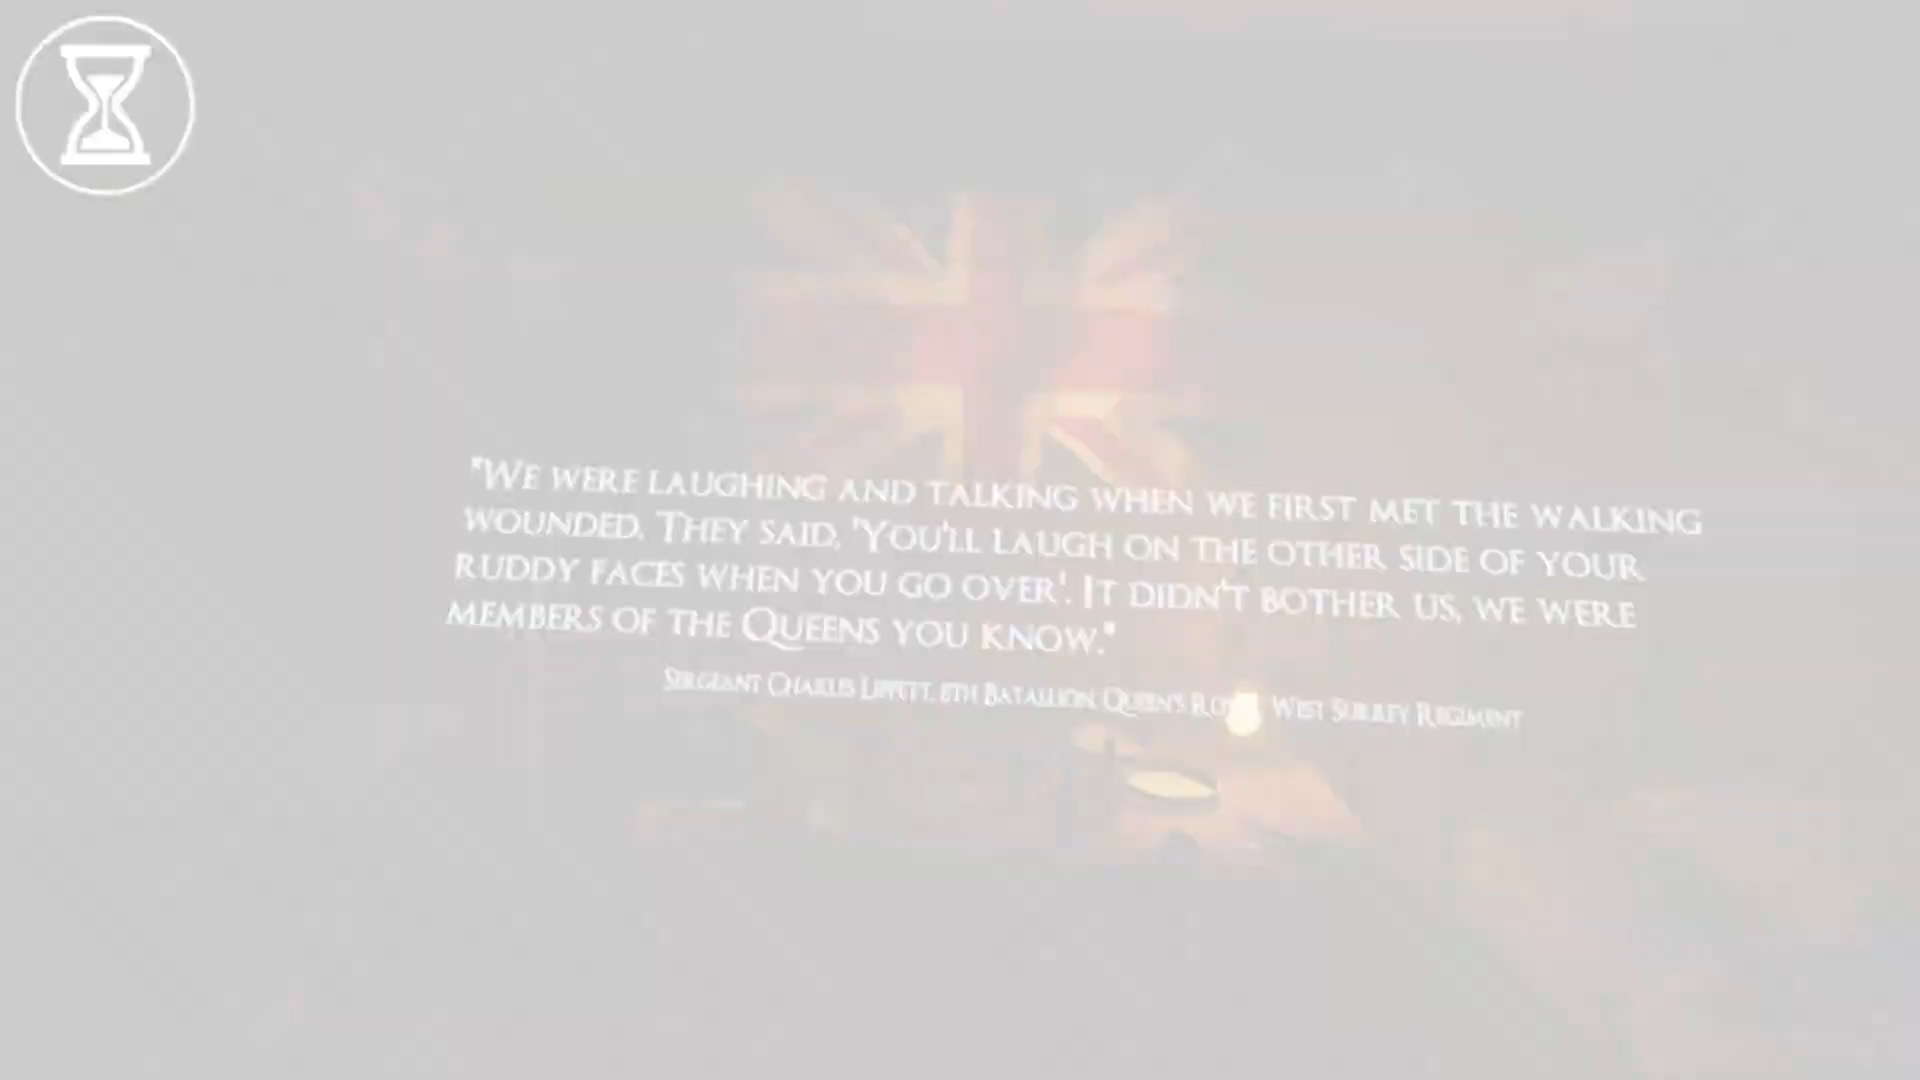 "We were laughing and talking when we first met the walking
wounded. They said, 'You'll laugh on the other side of your
ruddy faces when you go over'. It didn't bother us, we were
members of the Queens you know."
Sergeant Charles Lippett, 8th Batallion Queen's Royal West Surrey Regiment